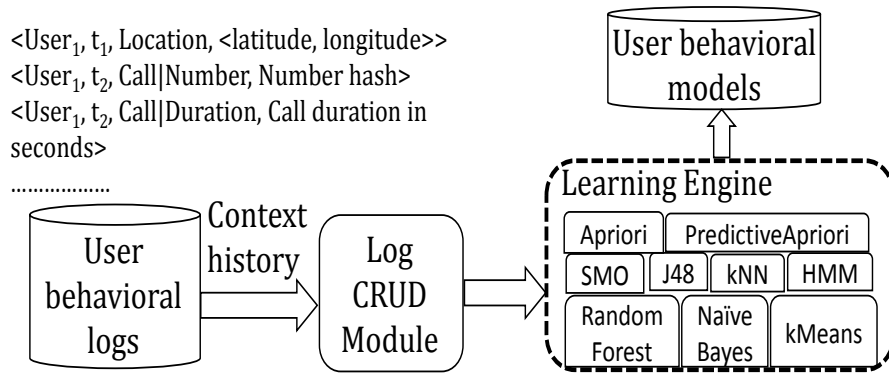 <User₁, t₁, Location, <latitude, longitude>>
<User₁, t₂, Call|Number, Number hash>
<User₁, t₂, Call|Duration, Call duration in
seconds>
..................
User
behavioral
logs
Context
history
Log
CRUD
Module
User behavioral
models
Learning Engine
Apriori
PredictiveApriori
SMO
J48
kNN
HMM
Random
Forest
Naïve
Bayes
kMeans